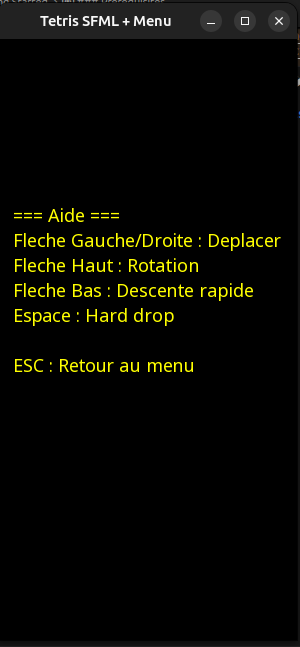 Tetris SFML + Menu
=== Aide ===
Fleche Gauche/Droite : Deplacer
Fleche Haut : Rotation
Fleche Bas : Descente rapide
Espace : Hard drop
ESC : Retour au menu